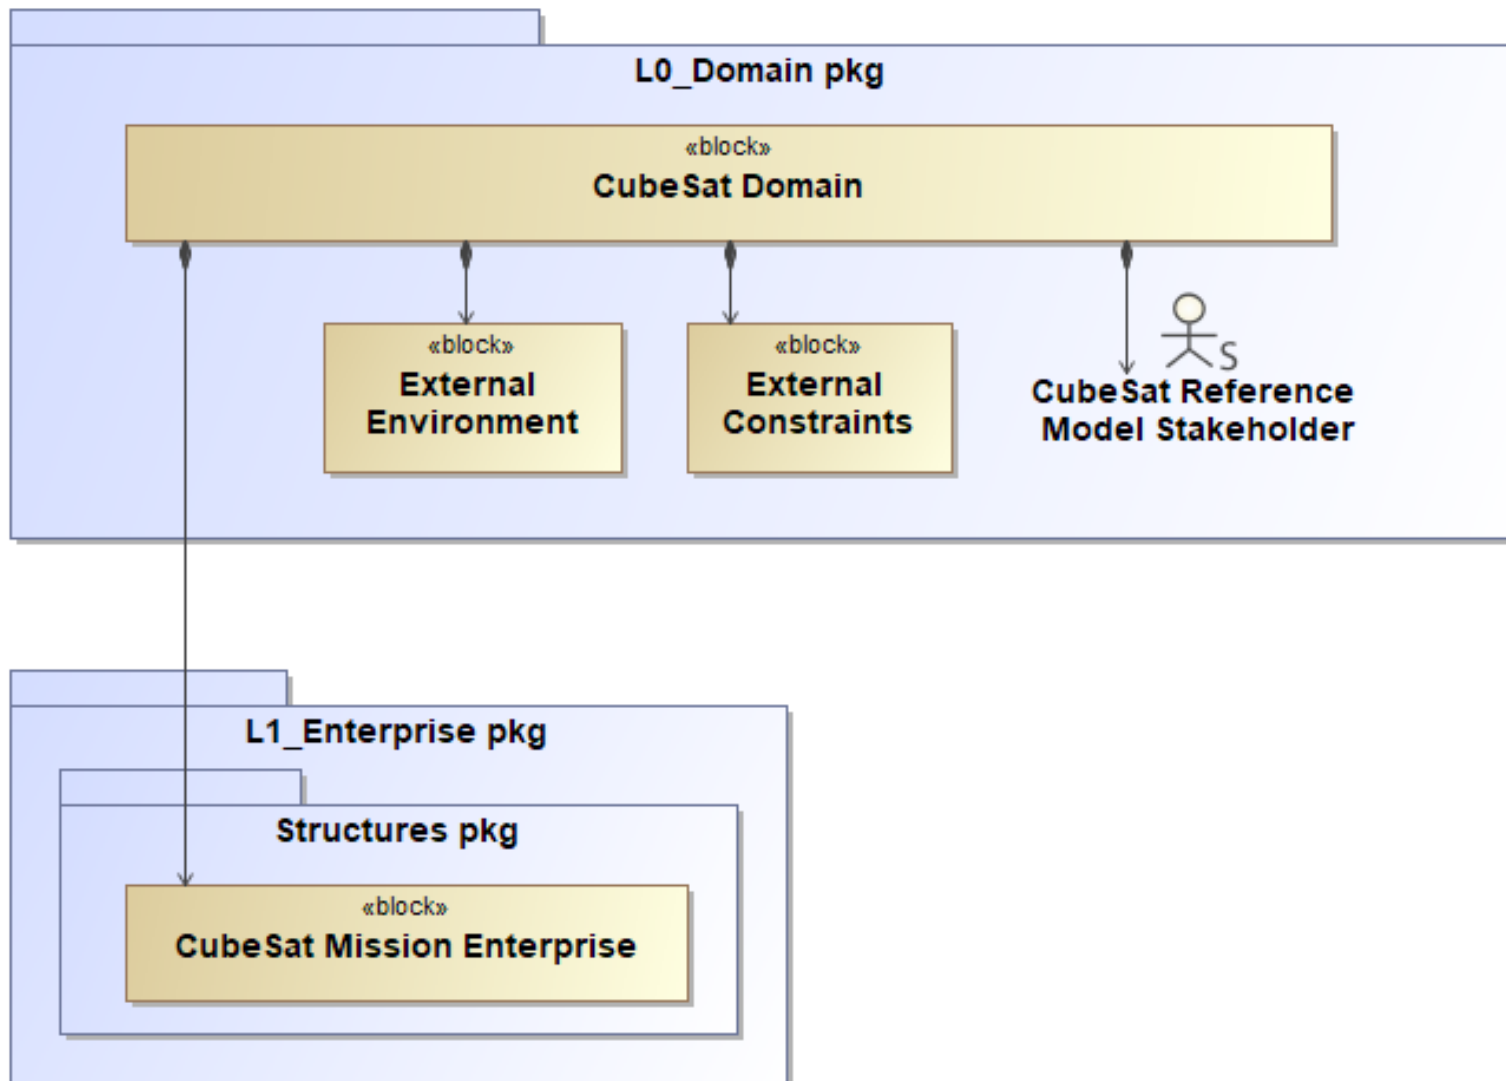 L0_Domain pkg
«block»
CubeSat Domain
«block»
External
Environment
«block»
External
Constraints
S
CubeSat Reference
Model Stakeholder
L1_Enterprise pkg
Structures pkg
«block»
CubeSat Mission Enterprise